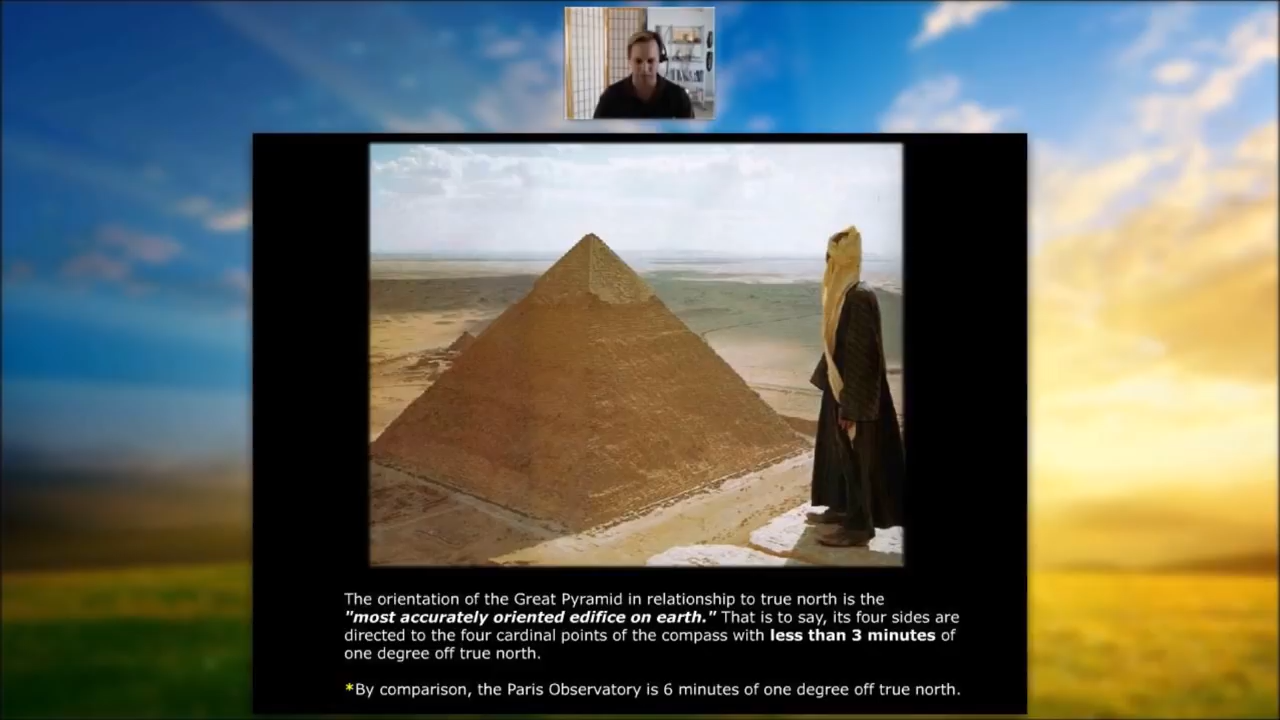 The orientation of the Great Pyramid in relationship to true north is the
"most accurately oriented edifice on earth." That is to say, its four sides are
directed to the four cardinal points of the compass with less than 3 minutes of
one degree off true north.
*By comparison, the Paris Observatory is 6 minutes of one degree off true north.